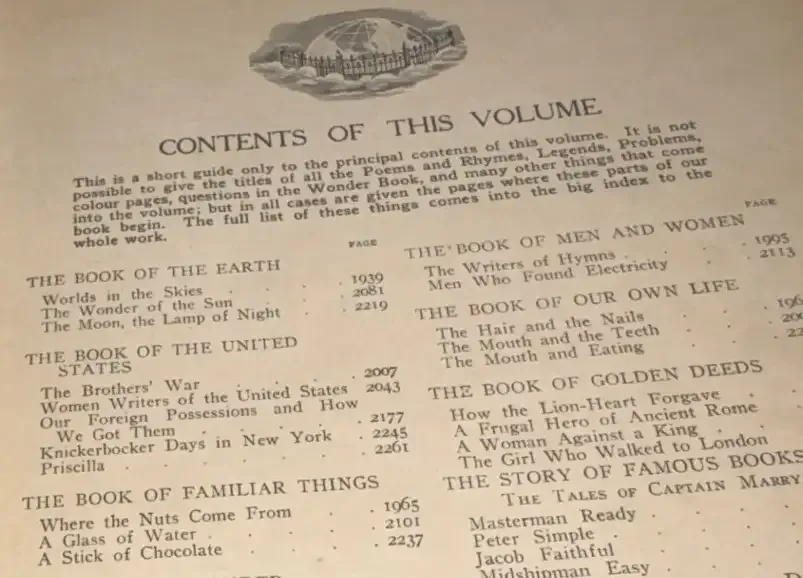 CONTENTS OF THIS VOLUME
This is a short guide only to the principal contents of this volume. It is not
possible to give the titles of all the Poems and Rhymes, Legends, Problems,
colour pages, questions in the Wonder Book, and many other things that come
into the volume; but in all cases are given the pages where these parts of our
book begin. The full list of these things comes into the big index to the
whole work.
PAGE
THE BOOK OF THE EARTH
Worlds in the Skies . . . . 1939
The Wonder of the Sun . . . 2081
The Moon, the Lamp of Night . . 2219
THE BOOK OF THE UNITED
STATES
The Brothers' War . . . . 2007
Women Writers of the United States 2043
Our Foreign Possessions and How
We Got Them . . . . 2177
Knickerbocker Days in New York . 2245
Priscilla . . . . . . 2261
THE BOOK OF FAMILIAR THINGS
Where the Nuts Come From . . 1965
A Glass of Water . . . . 2101
A Stick of Chocolate . . . 2237
PAGE
THE BOOK OF MEN AND WOMEN
The Writers of Hymns . . . . 1995
Men Who Found Electricity . . 2113
THE BOOK OF OUR OWN LIFE
The Hair and the Nails . . .
The Mouth and the Teeth . . .
The Mouth and Eating . . .
THE BOOK OF GOLDEN DEEDS
How the Lion-Heart Forgave . .
A Frugal Hero of Ancient Rome .
A Woman Against a King . . .
The Girl Who Walked to London
THE STORY OF FAMOUS BOOKS
THE TALES OF CAPTAIN MARRY
Masterman Ready . . . .
Peter Simple . . . . .
Jacob Faithful . . . .
Midshipman Easy . . . .